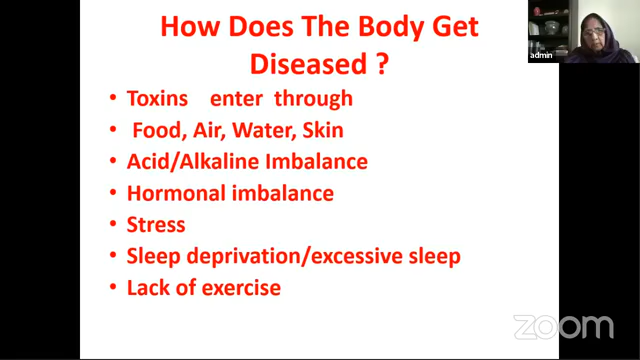 How Does The Body Get
Diseased ?
• Toxins enter through
• Food, Air, Water, Skin
• Acid/Alkaline Imbalance
• Hormonal imbalance
• Stress
• Sleep deprivation/excessive sleep
• Lack of exercise
admin
zoom